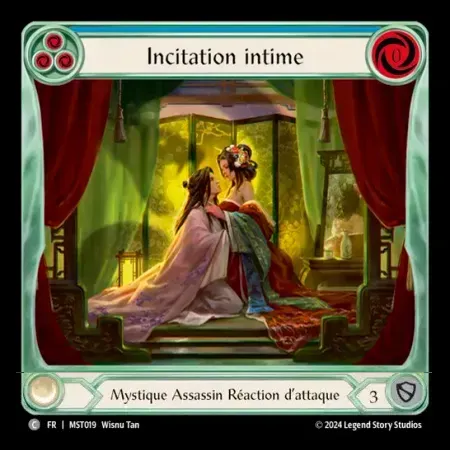 Incitation intime
0
Mystique Assassin Réaction d'attaque
3
C FR | MST019 Wisnu Tan
© 2024 Legend Story Studios